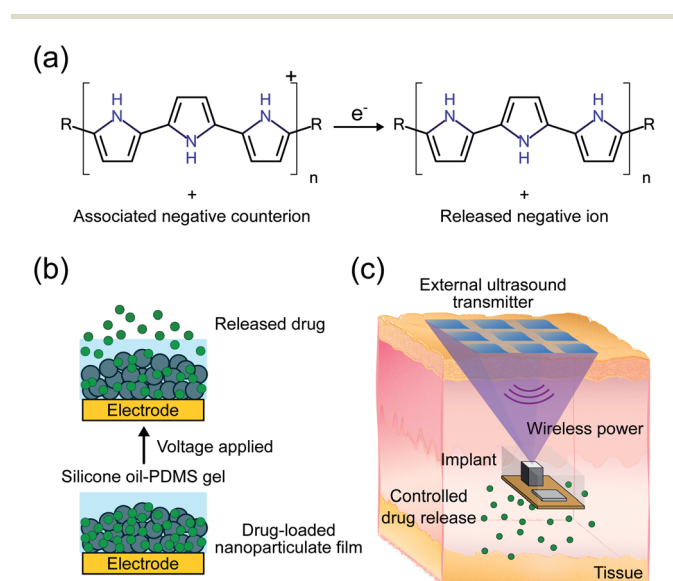 (a)
H
N
H
N
+
H
N
R
R
n
+
Associated negative counterion
e-
H
N
H
N
H
N
R
R
n
+
Released negative ion
(b)
Released drug
Electrode
Voltage applied
Silicone oil-PDMS gel
Drug-loaded
nanoparticulate film
Electrode
(c)
External ultrasound
transmitter
Wireless power
Implant
Controlled
drug release
Tissue